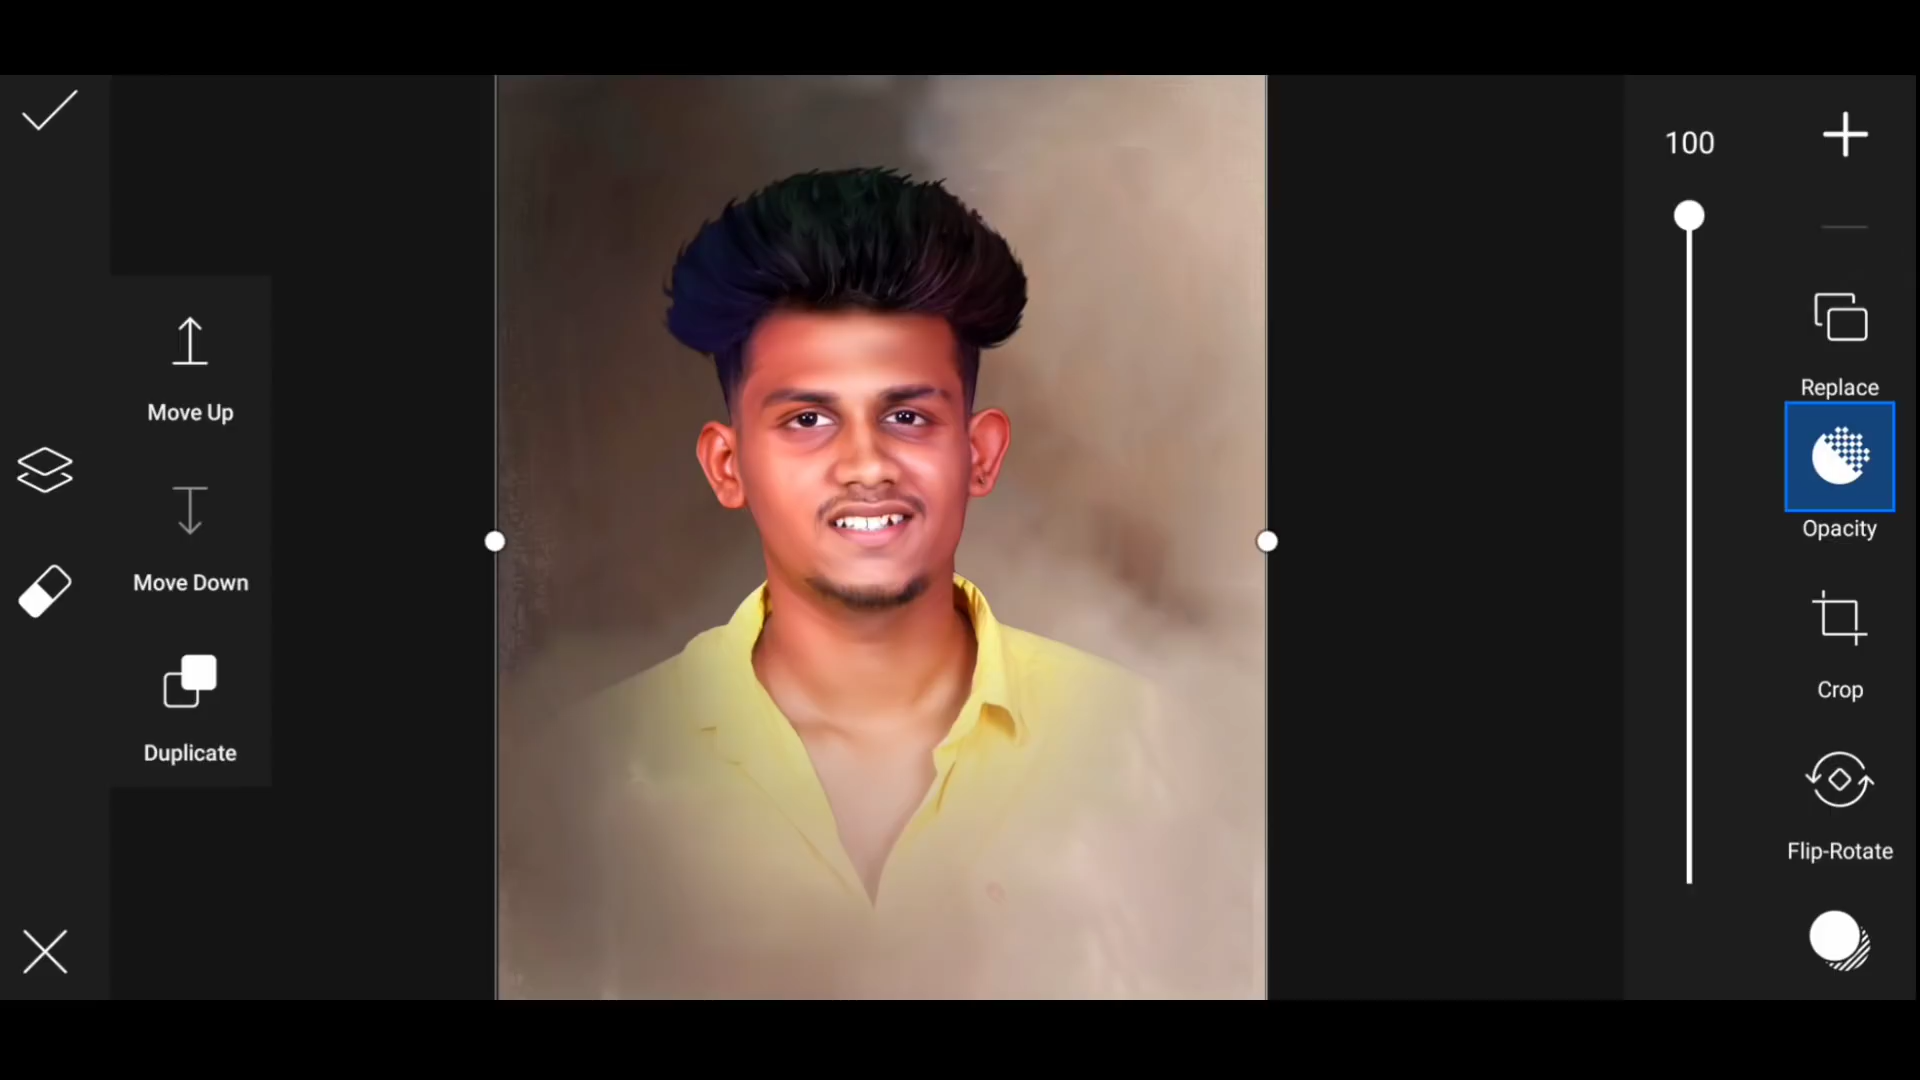 100
Move Up
Replace
Opacity
Move Down
Crop
Duplicate
Flip-Rotate